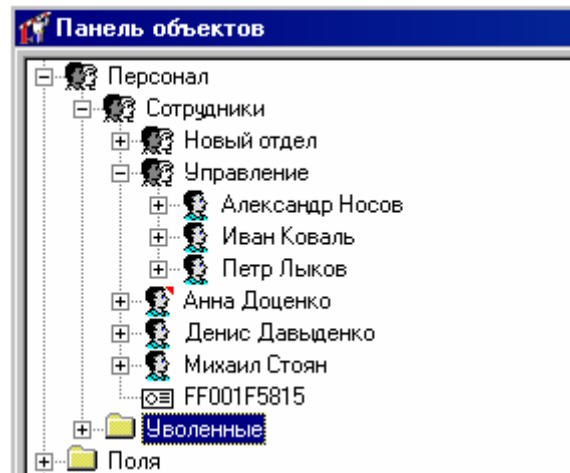 Панель объектов
Персонал
Сотрудники
Новый отдел
Управление
Александр Носов
Иван Коваль
Петр Лыков
Анна Доценко
Денис Давыденко
Михаил Стоян
FF001F5815
Уволенные
Поля